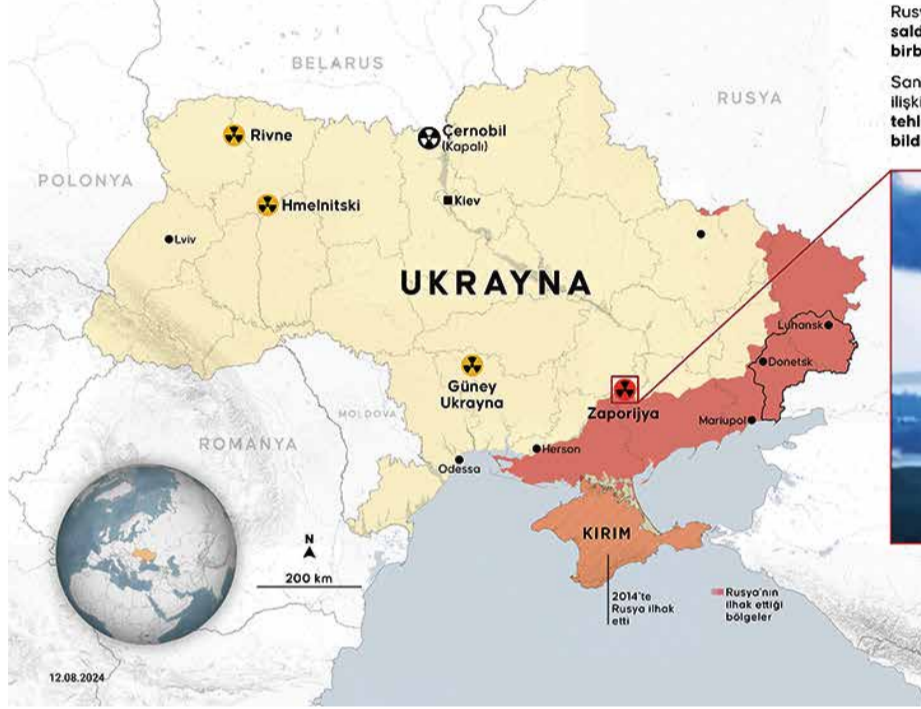 BELARUS
RUSYA
POLONYA
Rivne
Çernobil
(Kapalı)
Hmelnitski
Kiev
Lviv
UKRAYNA
Luhansk
Donetsk
Güney
Ukrayna
Zaporijya
MOLDOVA
Mariupol
ROMANYA
Herson
Odessa
KIRIM
N
200 km
2014'te
Rusya ilhak
etti
Rusya'nın
ilhak ettiği
bölgeler
12.08.2024